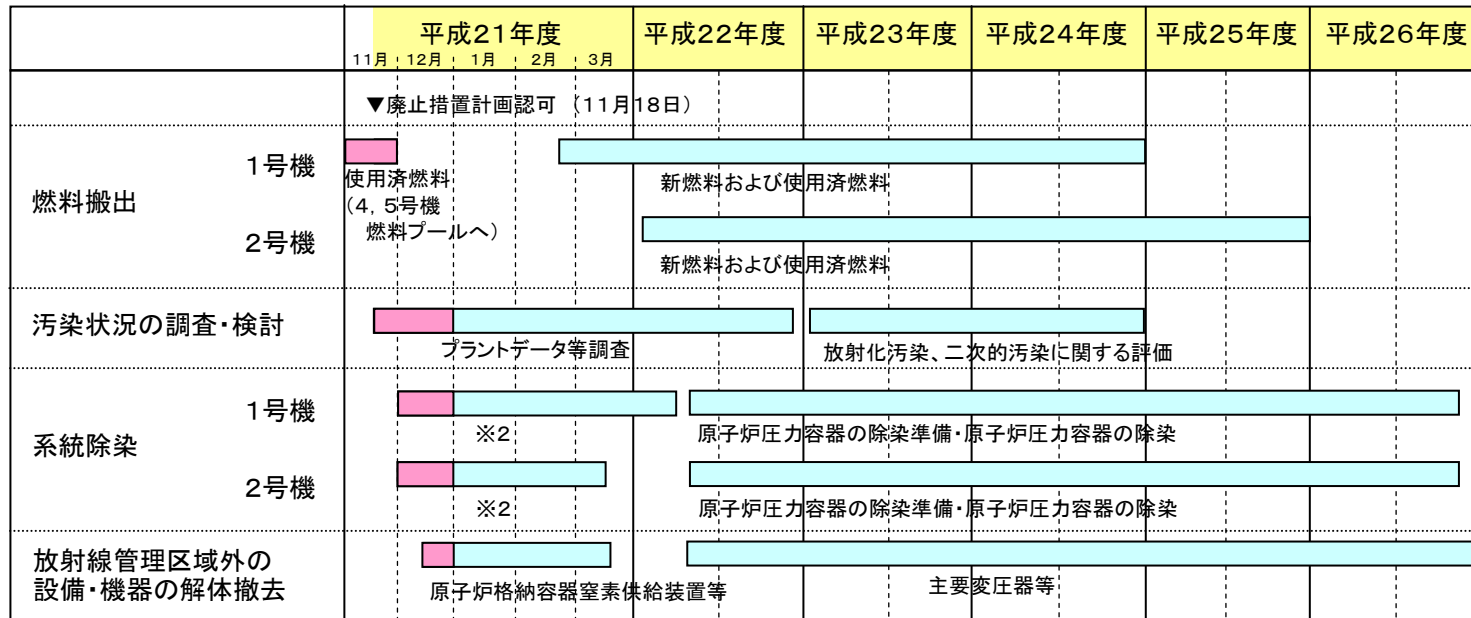 平成21年度
平成22年度
平成23年度
平成24年度
平成25年度
平成26年度
11月
12月
1月
2月
3月
▼廃止措置計画認可 (11月18日)
燃料搬出
1号機
使用済燃料
(4,5号機
燃料プールへ)
新燃料および使用済燃料
2号機
新燃料および使用済燃料
汚染状況の調査・検討
プラントデータ等調査
放射化汚染、二次的汚染に関する評価
系統除染
1号機
※2
原子炉圧力容器の除染準備・原子炉圧力容器の除染
2号機
※2
原子炉圧力容器の除染準備・原子炉圧力容器の除染
放射線管理区域外の
設備・機器の解体撤去
原子炉格納容器窒素供給装置等
主要変圧器等